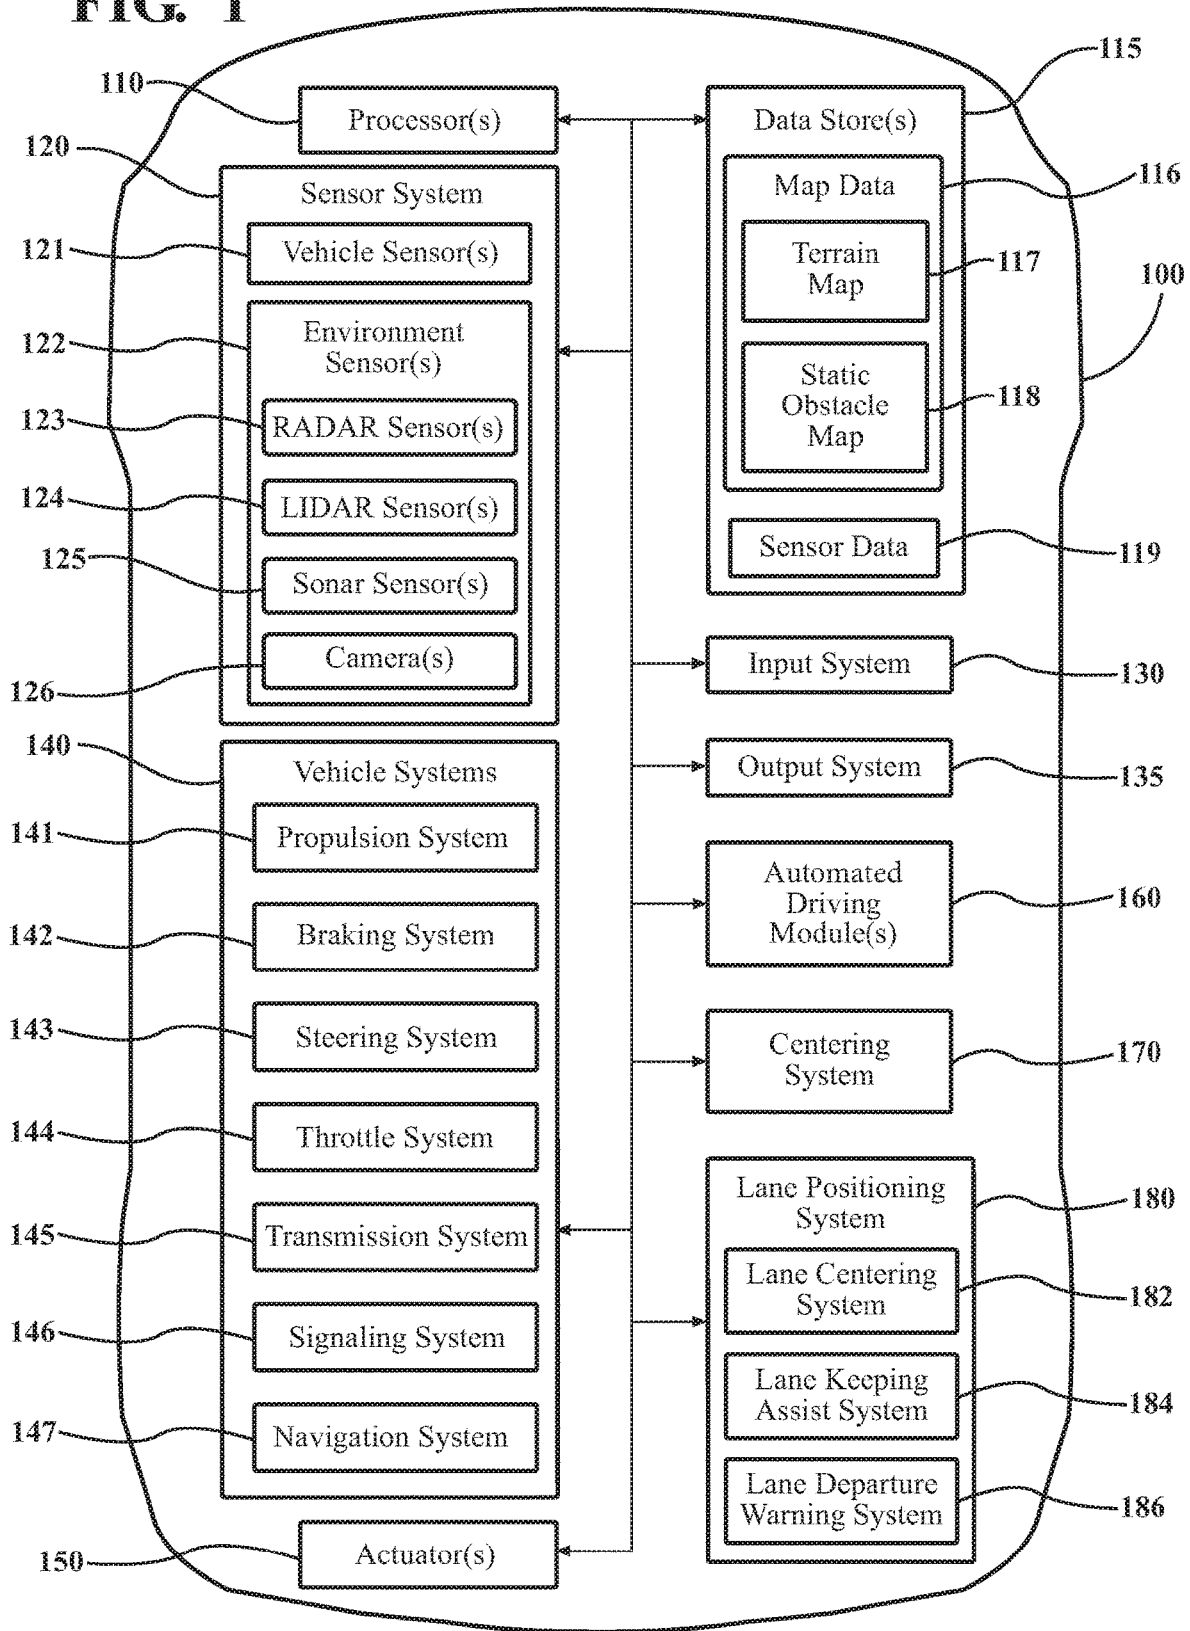 FIG. 1
110
Processor(s)
120
Sensor System
121
Vehicle Sensor(s)
122
Environment
Sensor(s)
123
RADAR Sensor(s)
124
LIDAR Sensor(s)
125
Sonar Sensor(s)
126
Camera(s)
140
Vehicle Systems
141
Propulsion System
142
Braking System
143
Steering System
144
Throttle System
145
Transmission System
146
Signaling System
147
Navigation System
150
Actuator(s)
115
Data Store(s)
116
Map Data
117
Terrain
Map
118
Static
Obstacle
Map
119
Sensor Data
100
Input System
130
Output System
135
Automated
Driving
Module(s)
160
Centering
System
170
Lane Positioning
System
180
Lane Centering
System
182
Lane Keeping
Assist System
184
Lane Departure
Warning System
186